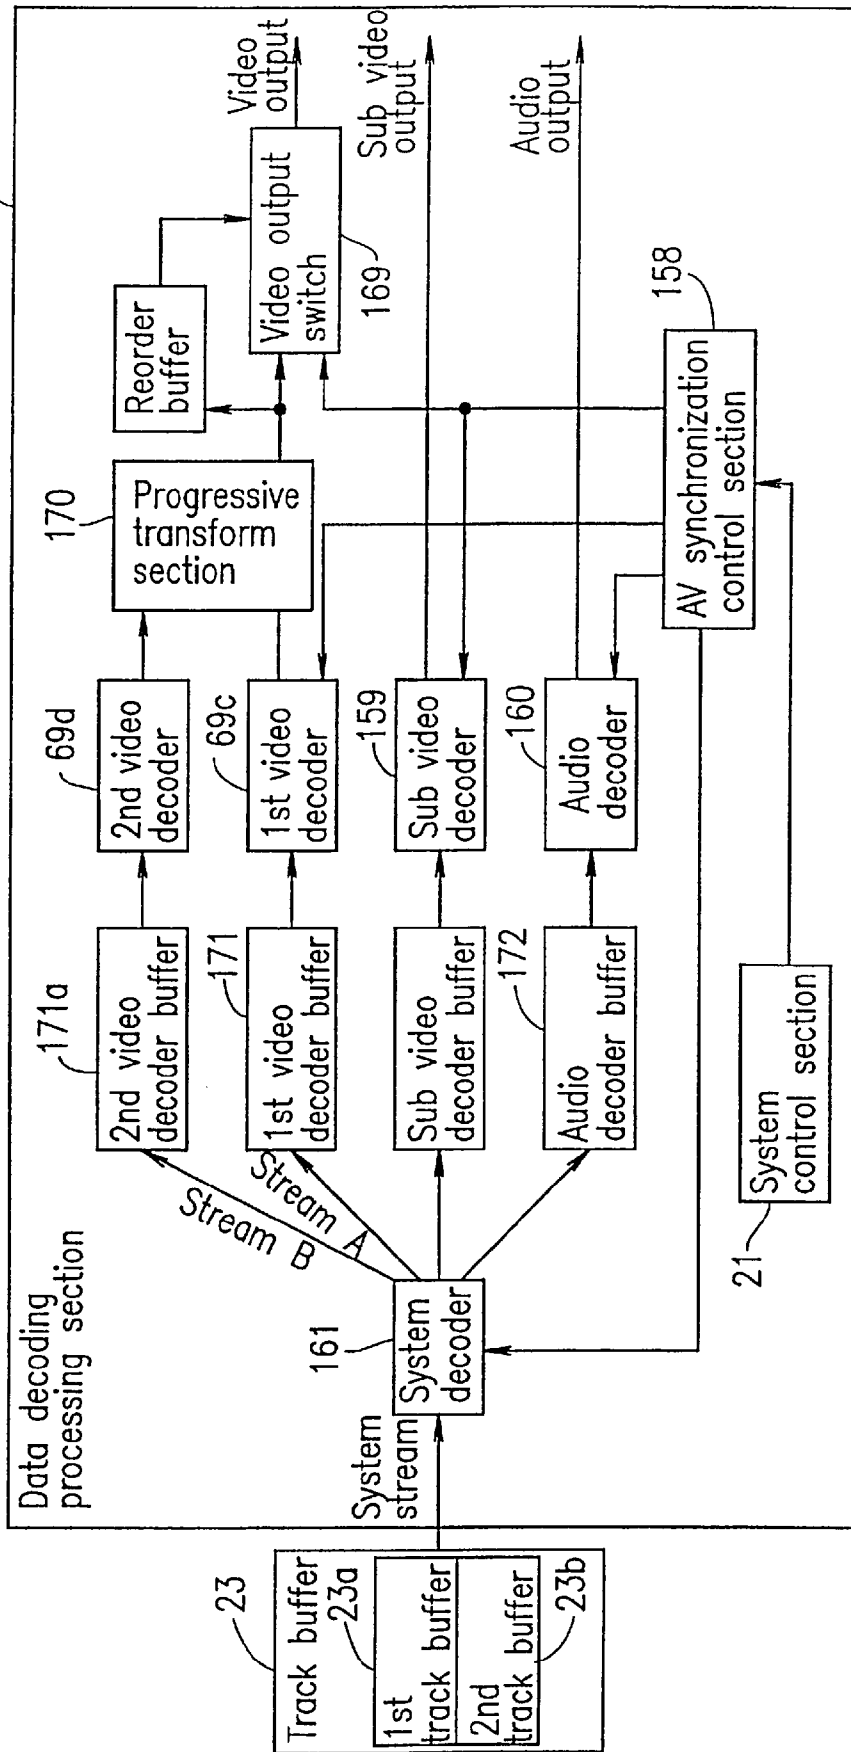 Data decoding
processing section
23
Track buffer
23a
1st
track buffer
2nd
track buffer
23b
System
stream
161
System
decoder
Stream B
Stream A
171a
2nd video
decoder buffer
171
1st video
decoder buffer
Sub video
decoder buffer
172
Audio
decoder buffer
21
System
control section
69d
2nd video
decoder
69c
1st video
decoder
159
Sub video
decoder
160
Audio
decoder
170
Progressive
transform
section
Reorder
buffer
Video output
switch
169
158
AV synchronization
control section
Video
output
Sub video
output
Audio
output